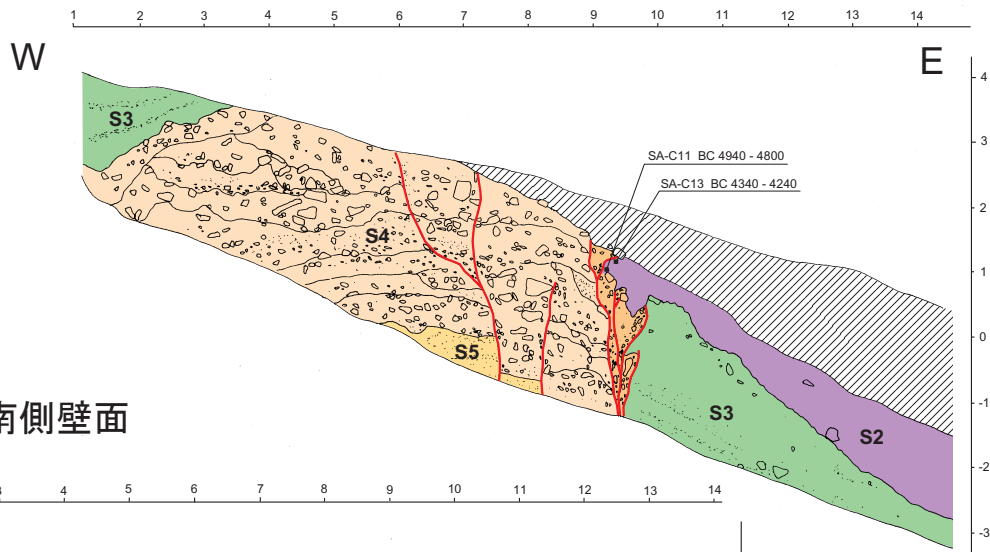 1 2 3 4 5 6 7 8 9 10 11 12 13 14
W
E
4
S3
3
SA-C11 BC 4940 - 4800
SA-C13 BC 4340 - 4240
2
S4
1
0
S5
-1
南側壁面
S3
S2
-2
3 4 5 6 7 8 9 10 11 12 13 14
-3